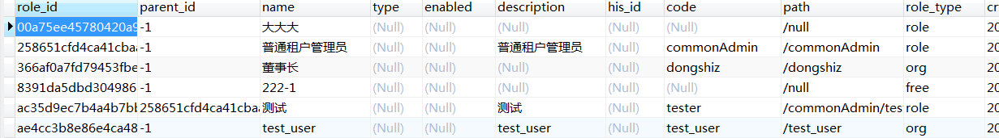 role_id parent_id name type enabled description his_id code path role_type cr
00a75ee45780420a9 -1 大大大 (Null) (Null) (Null) (Null) (Null) /null role 20
258651cfd4ca41cbaa -1 普通租户管理员 (Null) (Null) 普通租户管理员 (Null) commonAdmin /commonAdmin role 20
366af0a7fd79453fbe -1 董事长 (Null) (Null) (Null) (Null) dongshiz /dongshiz org 20
8391da5dbd304986 -1 222-1 (Null) (Null) (Null) (Null) (Null) /null free 20
ac35d9ec7b4a4b7bl 258651cfd4ca41cbaa 测试 (Null) (Null) 测试 (Null) tester /commonAdmin/tes role 20
ae4cc3b8e86e4ca48 -1 test_user (Null) (Null) test_user (Null) test_user /test_user org 20